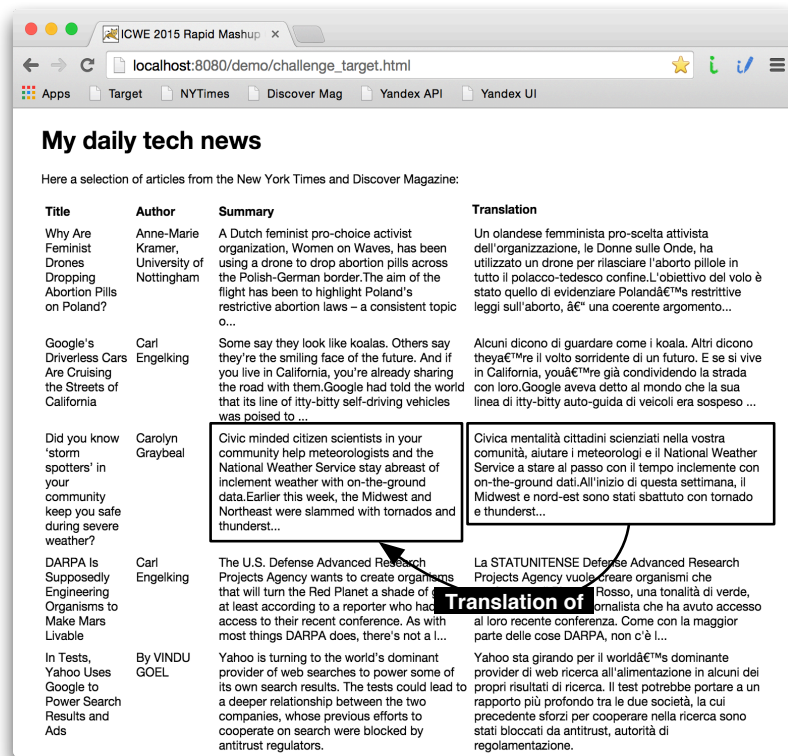 ICWE 2015 Rapid Mashup
localhost:8080/demo/challenge_target.html
Apps Target NYTimes Discover Mag Yandex API Yandex UI
My daily tech news
Here a selection of articles from the New York Times and Discover Magazine:
Title Author Summary Translation
Why Are
Feminist
Drones
Dropping
Abortion Pills
on Poland?
Anne-Marie
Kramer,
University of
Nottingham
A Dutch feminist pro-choice activist
organization, Women on Waves, has been
using a drone to drop abortion pills across
the Polish-German border.The aim of the
flight has been to highlight Poland's
restrictive abortion laws – a consistent topic
o...
Un olandese femminista pro-scelta attivista
dell'organizzazione, le Donne sulle Onde, ha
utilizzato un drone per rilasciare l'aborto pillole in
tutto il polacco-tedesco confine.L'obiettivo del volo è
stato quello di evidenziare Polandâ€™s restrittive
leggi sull'aborto, â€“ una coerente argomento...
Google's
Driverless Cars
Are Cruising
the Streets of
California
Carl
Engelking
Some say they look like koalas. Others say
they're the smiling face of the future. And if
you live in California, you're already sharing
the road with them.Google had told the world
that its line of itty-bitty self-driving vehicles
was poised to ...
Alcuni dicono di guardare come i koala. Altri dicono
theya€™re il volto sorridente di un futuro. E se si vive
in California, youâ€™re già condividendo la strada
con loro.Google aveva detto al mondo che la sua
linea di itty-bitty auto-guida di veicoli era sospeso ...
Did you know
‘storm
spotters’ in
your
community
keep you safe
during severe
weather?
Carolyn
Graybeal
Civic minded citizen scientists in your
community help meteorologists and the
National Weather Service stay abreast of
inclement weather with on-the-ground
data.Earlier this week, the Midwest and
Northeast were slammed with tornados and
thunderst...
Civica mentalità cittadini scienziati nella vostra
comunità, aiutare i meteorologi e il National Weather
Service a stare al passo con il tempo inclemente con
on-the-ground dati.All'inizio di questa settimana, il
Midwest e nord-est sono stati sbattuto con tornado
e thunderst...
Translation of
DARPA Is
Supposedly
Engineering
Organisms to
Make Mars
Livable
Carl
Engelking
The U.S. Defense Advanced Research
Projects Agency wants to create organisms
that will turn the Red Planet a shade of
at least according to a reporter who had
access to their recent conference. As with
most things DARPA does, there's not a l...
La STATUNITENSE Defense Advanced Research
Projects Agency vuole creare organismi che
Rosso, una tonalità di verde,
che ha avuto accesso
al loro recente conferenza. Come con la maggior
parte delle cose DARPA, non c'è l...
In Tests,
Yahoo Uses
Google to
Power Search
Results and
Ads
By VINDU
GOEL
Yahoo is turning to the world's dominant
provider of web searches to power some of
its own search results. The tests could lead to
a deeper relationship between the two
companies, whose previous efforts to
cooperate on search were blocked by
antitrust regulators.
Yahoo sta girando per il worldâ€™s dominante
provider di web ricerca all'alimentazione in alcuni dei
propri risultati di ricerca. Il test potrebbe portare a un
rapporto più profondo tra le due società, la cui
precedente sforzi per cooperare nella ricerca sono
stati bloccati da antitrust, autorità di
regolamentazione.